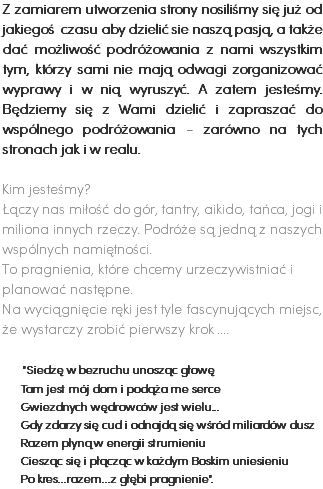 Z zamiarem utworzenia strony nosiliśmy się już od
jakiegoś czasu aby dzielić sie naszą pasją, a także
dać możliwość podróżowania z nami wszystkim
tym, którzy sami nie mają odwagi zorganizować
wyprawy i w nią wyruszyć. A zatem jesteśmy.
Będziemy się z Wami dzielić i zapraszać do
wspólnego podróżowania - zarówno na tych
stronach jak i w realu.
Kim jesteśmy?
Łączy nas miłość do gór, tantry, aikido, tańca, jogi i
miliona innych rzeczy. Podróże są jedną z naszych
wspólnych namiętności.
To pragnienia, które chcemy urzeczywistniać i
planować następne.
Na wyciągnięcie ręki jest tyle fascynujących miejsc,
że wystarczy zrobić pierwszy krok ....
"Siedzę w bezruchu unosząc głowę
Tam jest mój dom i podąża me serce
Gwiezdnych wędrowców jest wielu...
Gdy zdarzy się cud i odnajdą się wśród miliardów dusz
Razem płyną w energii strumieniu
Ciesząc się i płącząc w każdym Boskim uniesieniu
Po kres...razem...z głębi pragnienie".